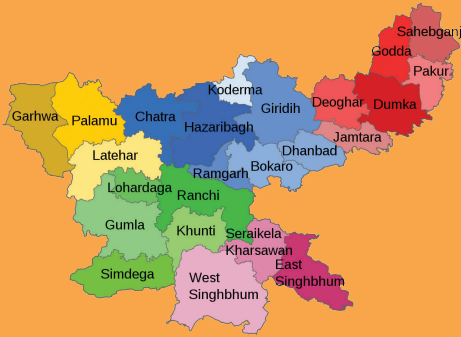 Sahebganj
Godda
Pakur
Koderma
Deoghar
Dumka
Garhwa
Palamu
Chatra
Giridih
Hazaribagh
Jamtara
Latehar
Dhanbad
Bokaro
Ramgarh
Lohardaga
Ranchi
Gumla
Khunti
Seraikela
Kharsawan
Simdega
West
Singhbhum
East
Singhbhum